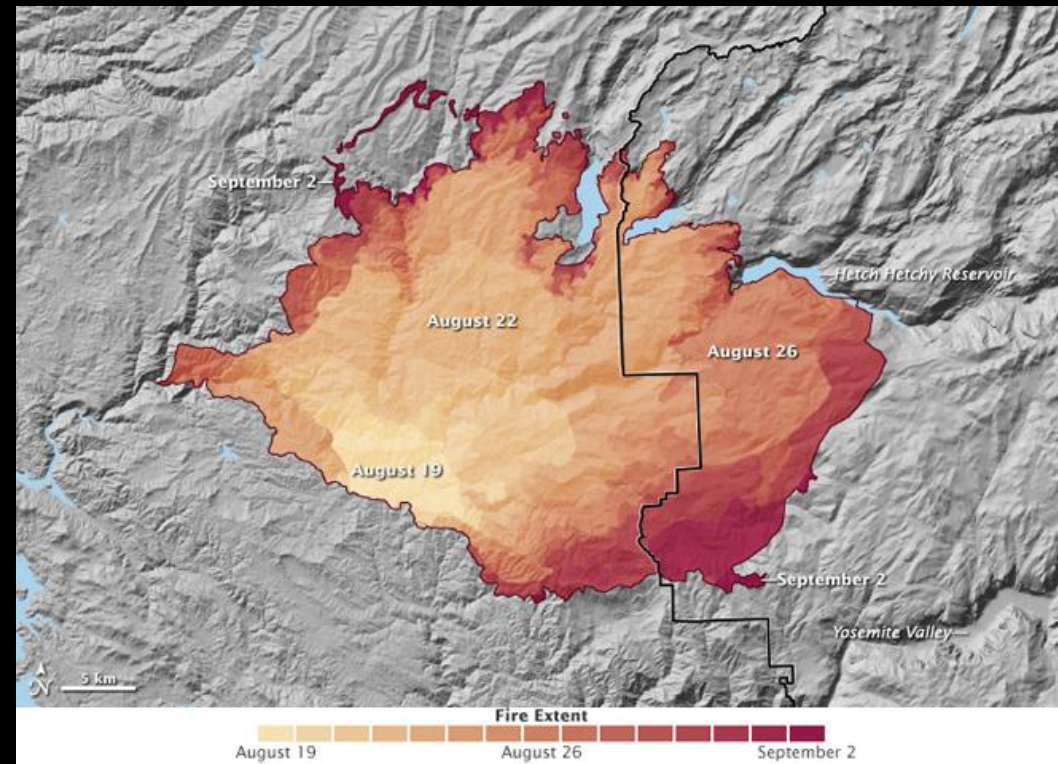 September 2
Hetch Hetchy Reservoir
August 22
August 26
August 19
September 2
Yosemite Valley
N
5 km
Fire Extent
August 19
August 26
September 2